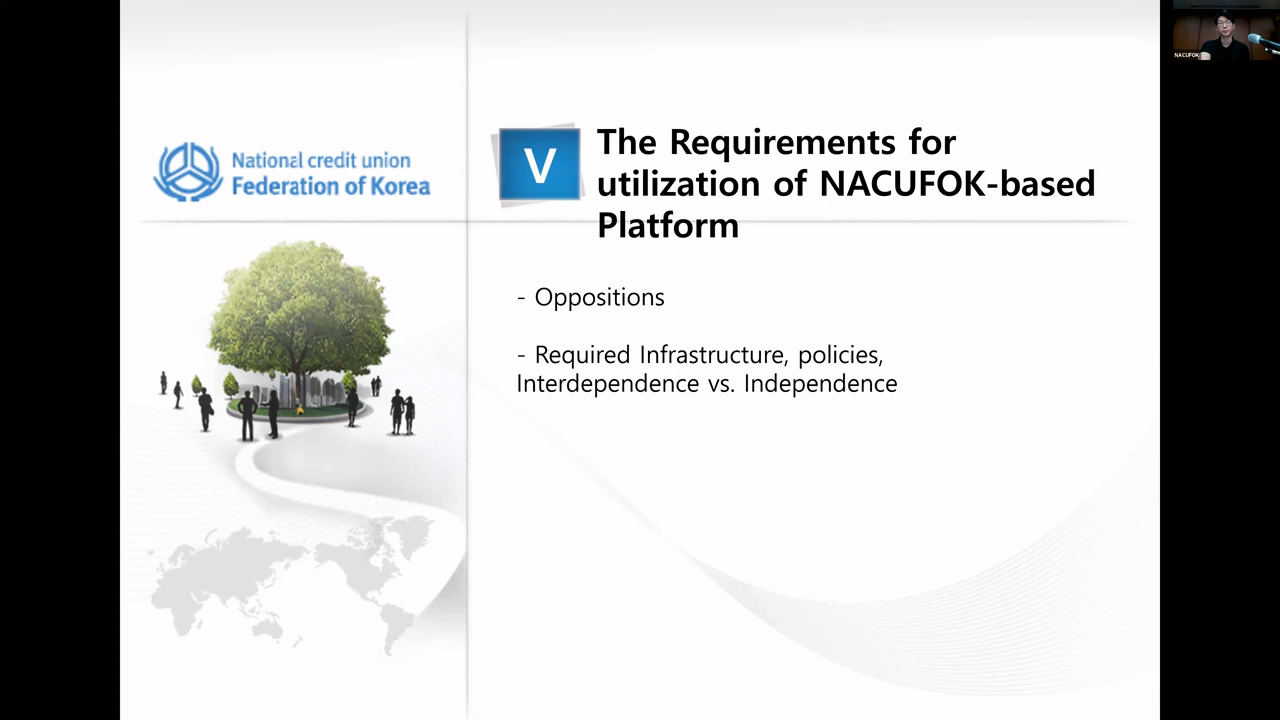 National credit union
Federation of Korea
V
The Requirements for
utilization of NACUFOK-based
Platform
- Oppositions
- Required Infrastructure, policies,
Interdependence vs. Independence
NACUFOK